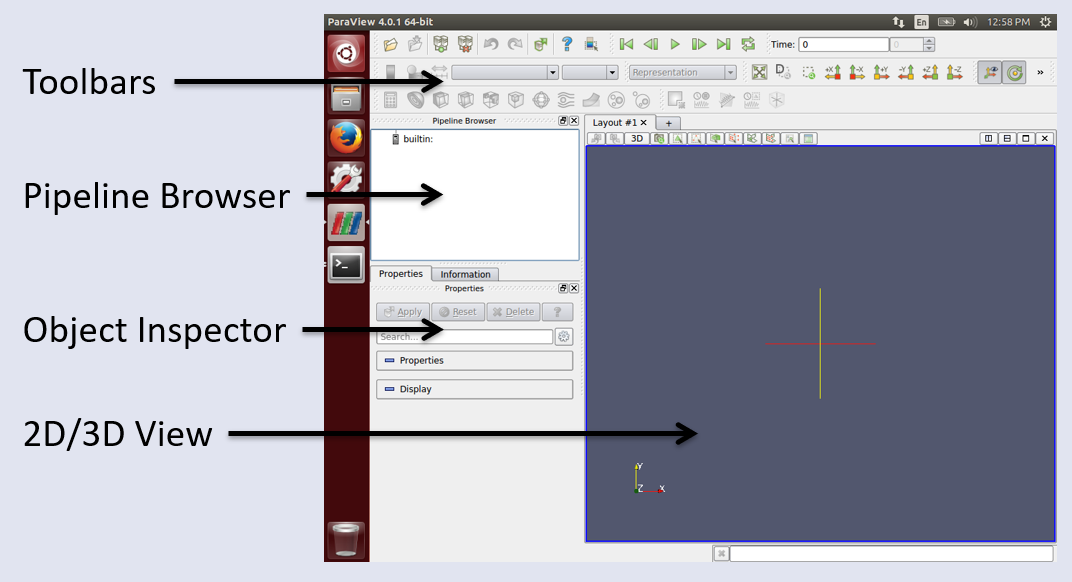 ParaView 4.0.1 64-bit
En
12:58 PM
Time: 0
0
Toolbars
Representation
D
+X
-X
+Y
-Y
+Z
-Z
»
Pipeline Browser
Layout #1
+
builtin:
3D
Pipeline Browser
Properties
Information
Properties
Apply
Reset
Delete
?
Object Inspector
Search...
Properties
Display
2D/3D View
Y
Z
X